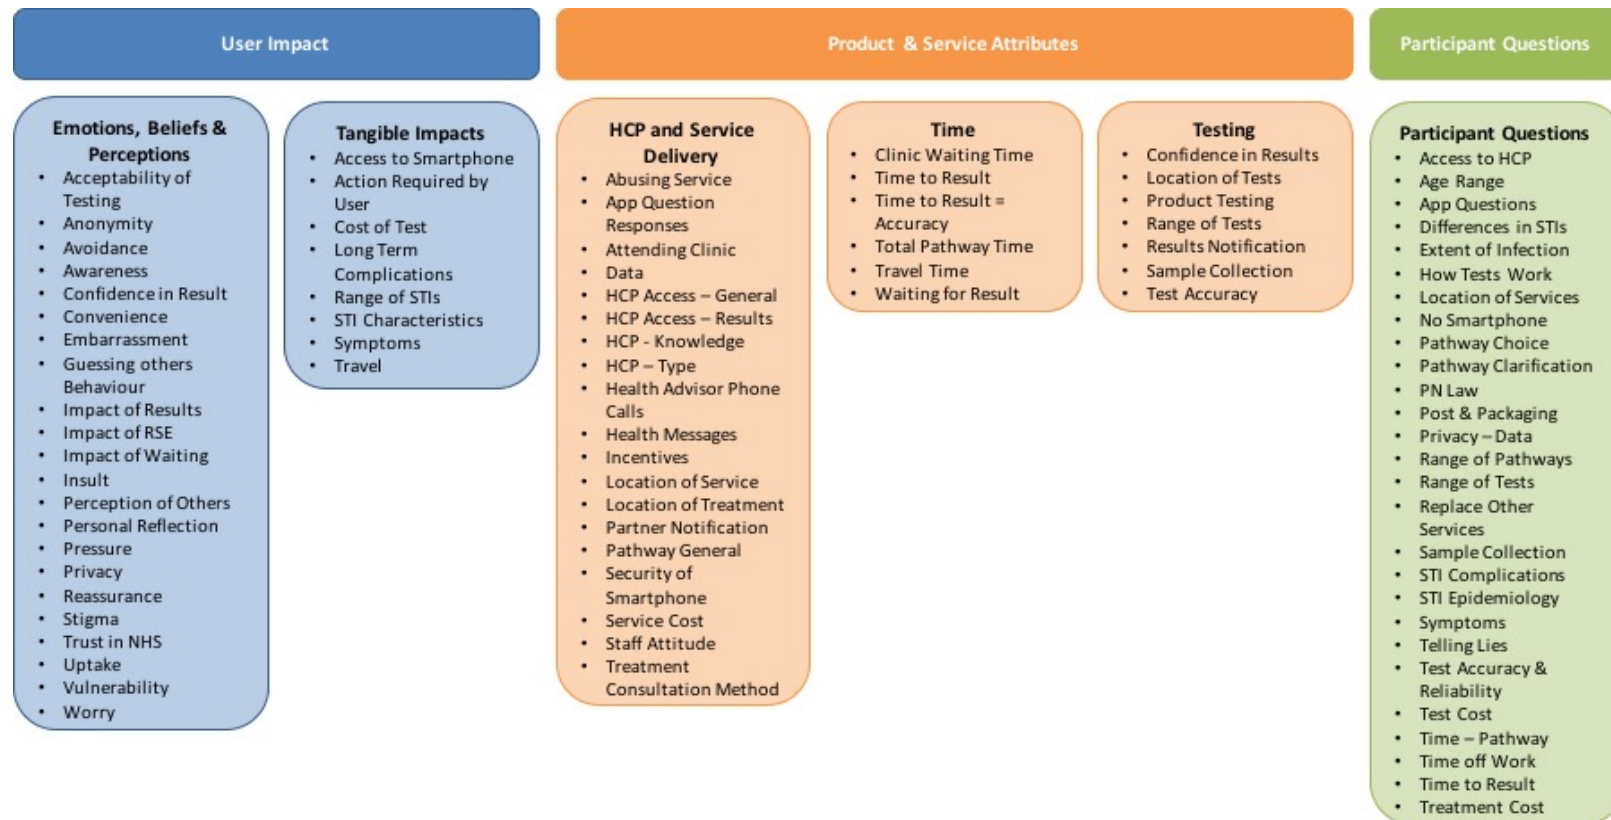 User Impact
Product & Service Attributes
Participant Questions
Emotions, Beliefs &
Perceptions
• Acceptability of
Testing
• Anonymity
• Avoidance
• Awareness
• Confidence in Result
• Convenience
• Embarrassment
• Guessing others
Behaviour
• Impact of Results
• Impact of RSE
• Impact of Waiting
• Insult
• Perception of Others
• Personal Reflection
• Pressure
• Privacy
• Reassurance
• Stigma
• Trust in NHS
• Uptake
• Vulnerability
• Worry
Tangible Impacts
• Access to Smartphone
• Action Required by
User
• Cost of Test
• Long Term
Complications
• Range of STIs
• STI Characteristics
• Symptoms
• Travel
HCP and Service
Delivery
• Abusing Service
• App Question
Responses
• Attending Clinic
• Data
• HCP Access – General
• HCP Access – Results
• HCP - Knowledge
• HCP – Type
• Health Advisor Phone
Calls
• Health Messages
• Incentives
• Location of Service
• Location of Treatment
• Partner Notification
• Pathway General
• Security of
Smartphone
• Service Cost
• Staff Attitude
• Treatment
Consultation Method
Time
• Clinic Waiting Time
• Time to Result
• Time to Result =
Accuracy
• Total Pathway Time
• Travel Time
• Waiting for Result
Testing
• Confidence in Results
• Location of Tests
• Product Testing
• Range of Tests
• Results Notification
• Sample Collection
• Test Accuracy
Participant Questions
• Access to HCP
• Age Range
• App Questions
• Differences in STIs
• Extent of Infection
• How Tests Work
• Location of Services
• No Smartphone
• Pathway Choice
• Pathway Clarification
• PN Law
• Post & Packaging
• Privacy – Data
• Range of Pathways
• Range of Tests
• Replace Other
Services
• Sample Collection
• STI Complications
• STI Epidemiology
• Symptoms
• Telling Lies
• Test Accuracy &
Reliability
• Test Cost
• Time – Pathway
• Time off Work
• Time to Result
• Treatment Cost